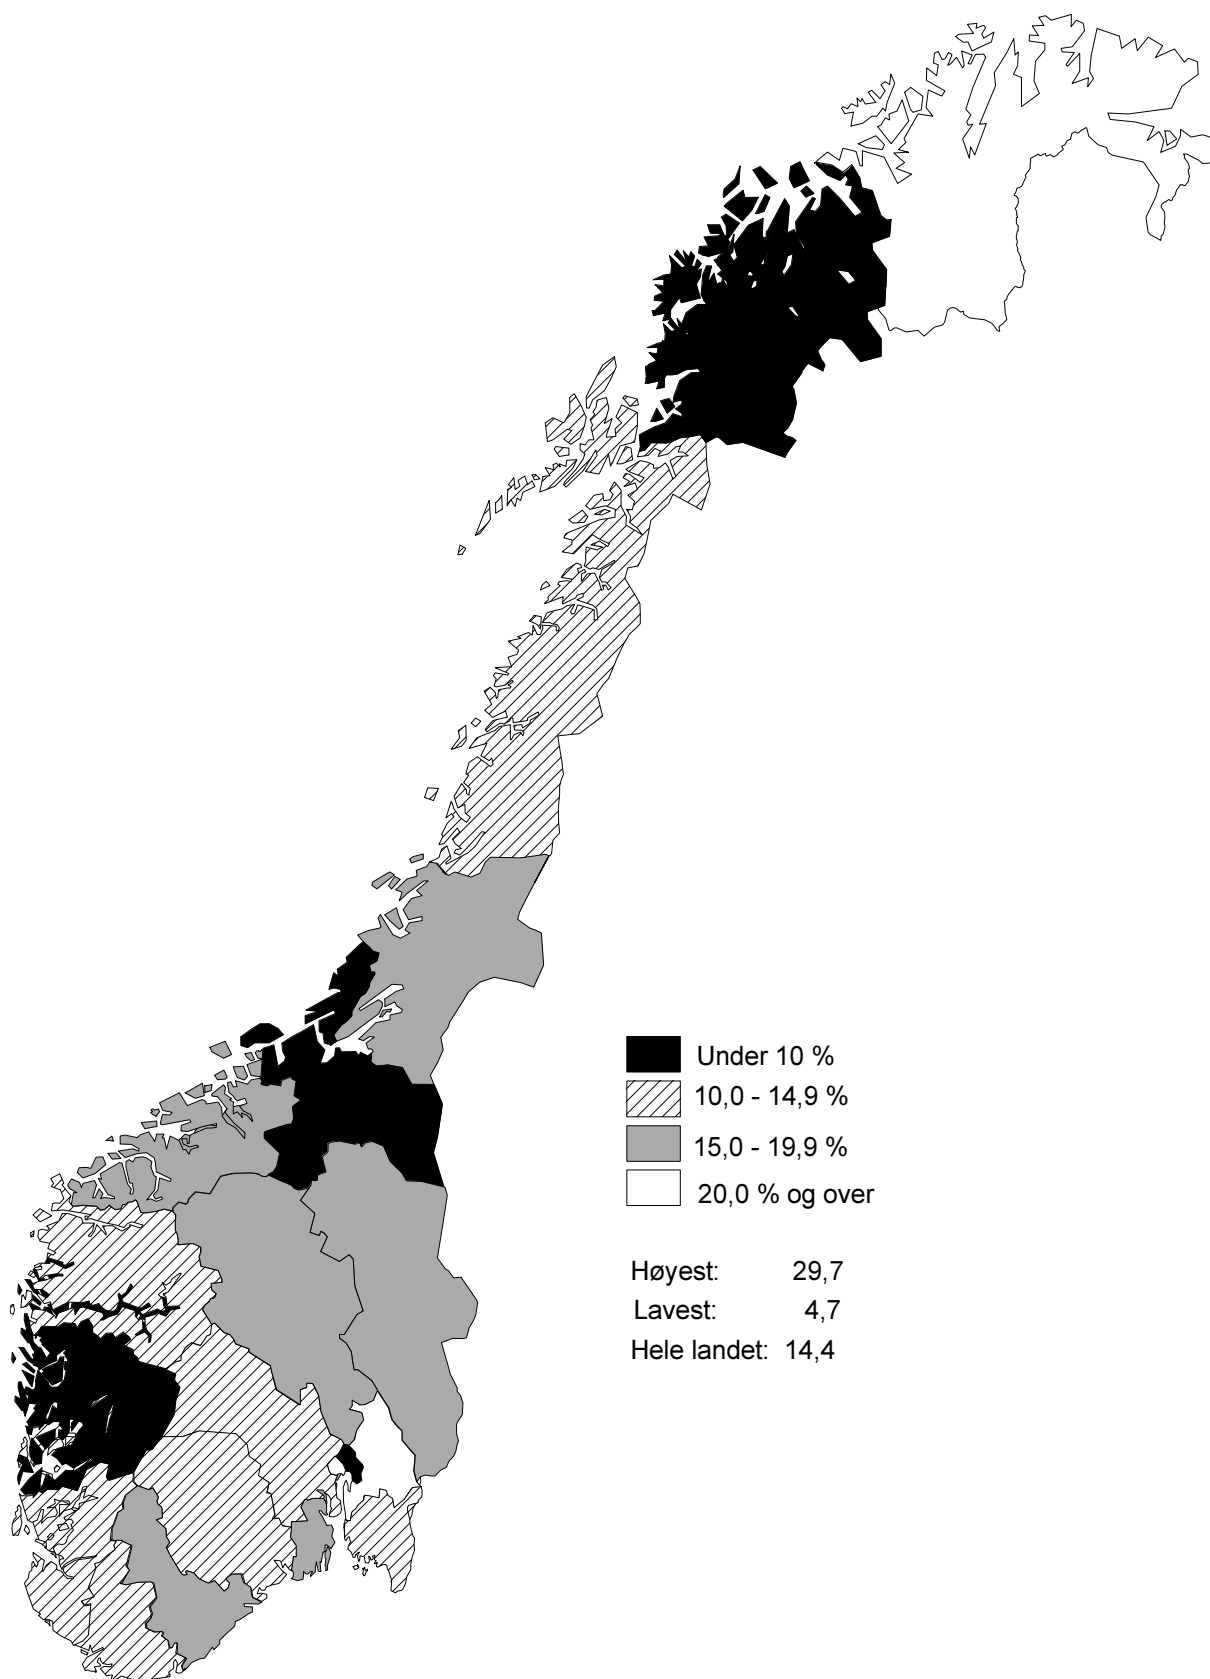 Under 10 %
10,0 - 14,9 %
15,0 - 19,9 %
20,0 % og over
Høyest: 29,7
Lavest: 4,7
Hele landet: 14,4